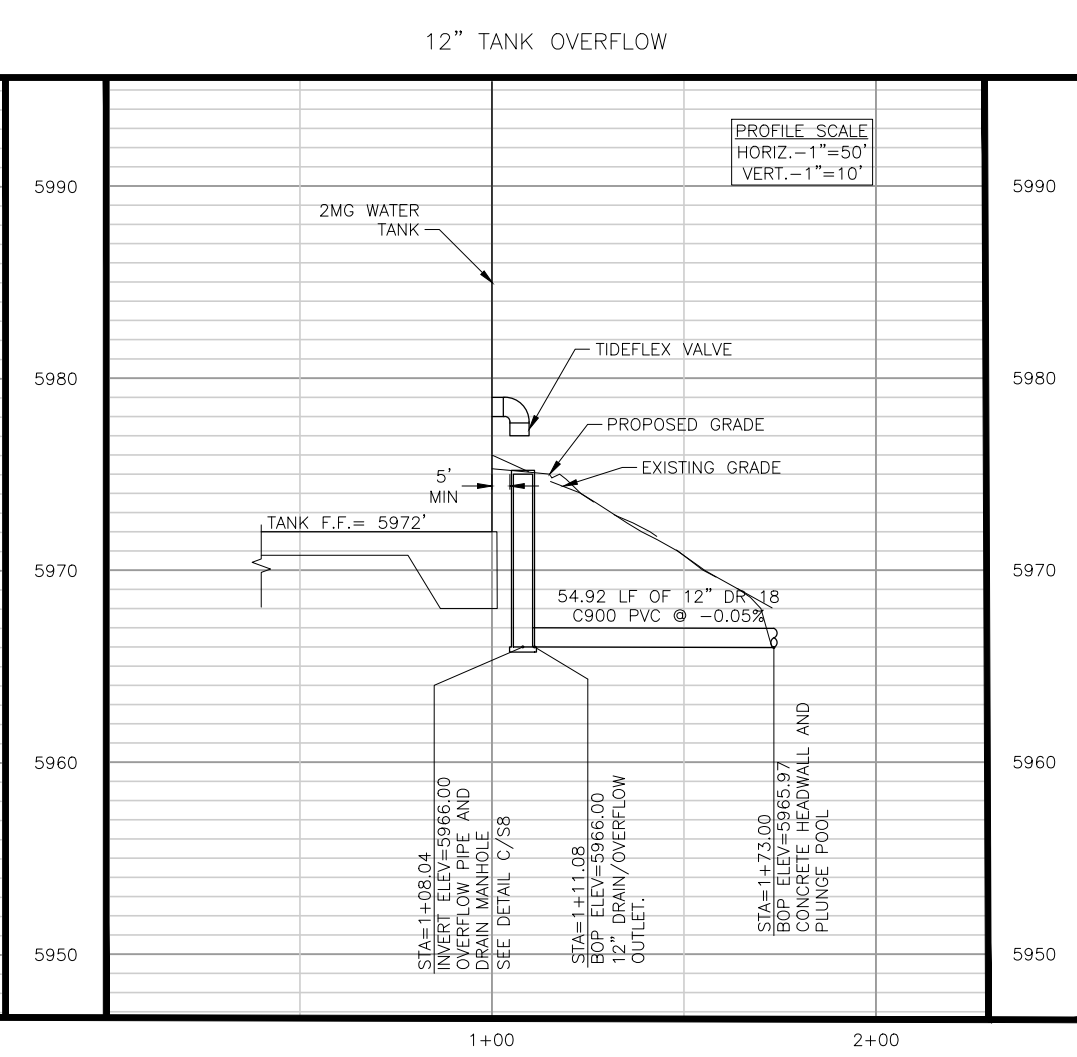 12" TANK OVERFLOW
PROFILE SCALE
HORIZ.-1"=50'
VERT.-1"=10'
5990
5990
2MG WATER
TANK
5980
5980
TIDEFLEX VALVE
PROPOSED GRADE
EXISTING GRADE
5'
MIN
TANK F.F.= 5972'
5970
5970
54.92 LF OF 12" DR 18
C900 PVC @ -0.05%
5960
5960
STA=1+08.04
INVERT ELEV=5966.00
OVERFLOW PIPE AND
DRAIN MANHOLE
SEE DETAIL C/S8
STA=1+11.08
BOP ELEV=5966.00
12" DRAIN/OVERFLOW
OUTLET.
STA=1+73.00
BOP ELEV=5965.97
CONCRETE HEADWALL AND
PLUNGE POOL
5950
5950
1+00
2+00